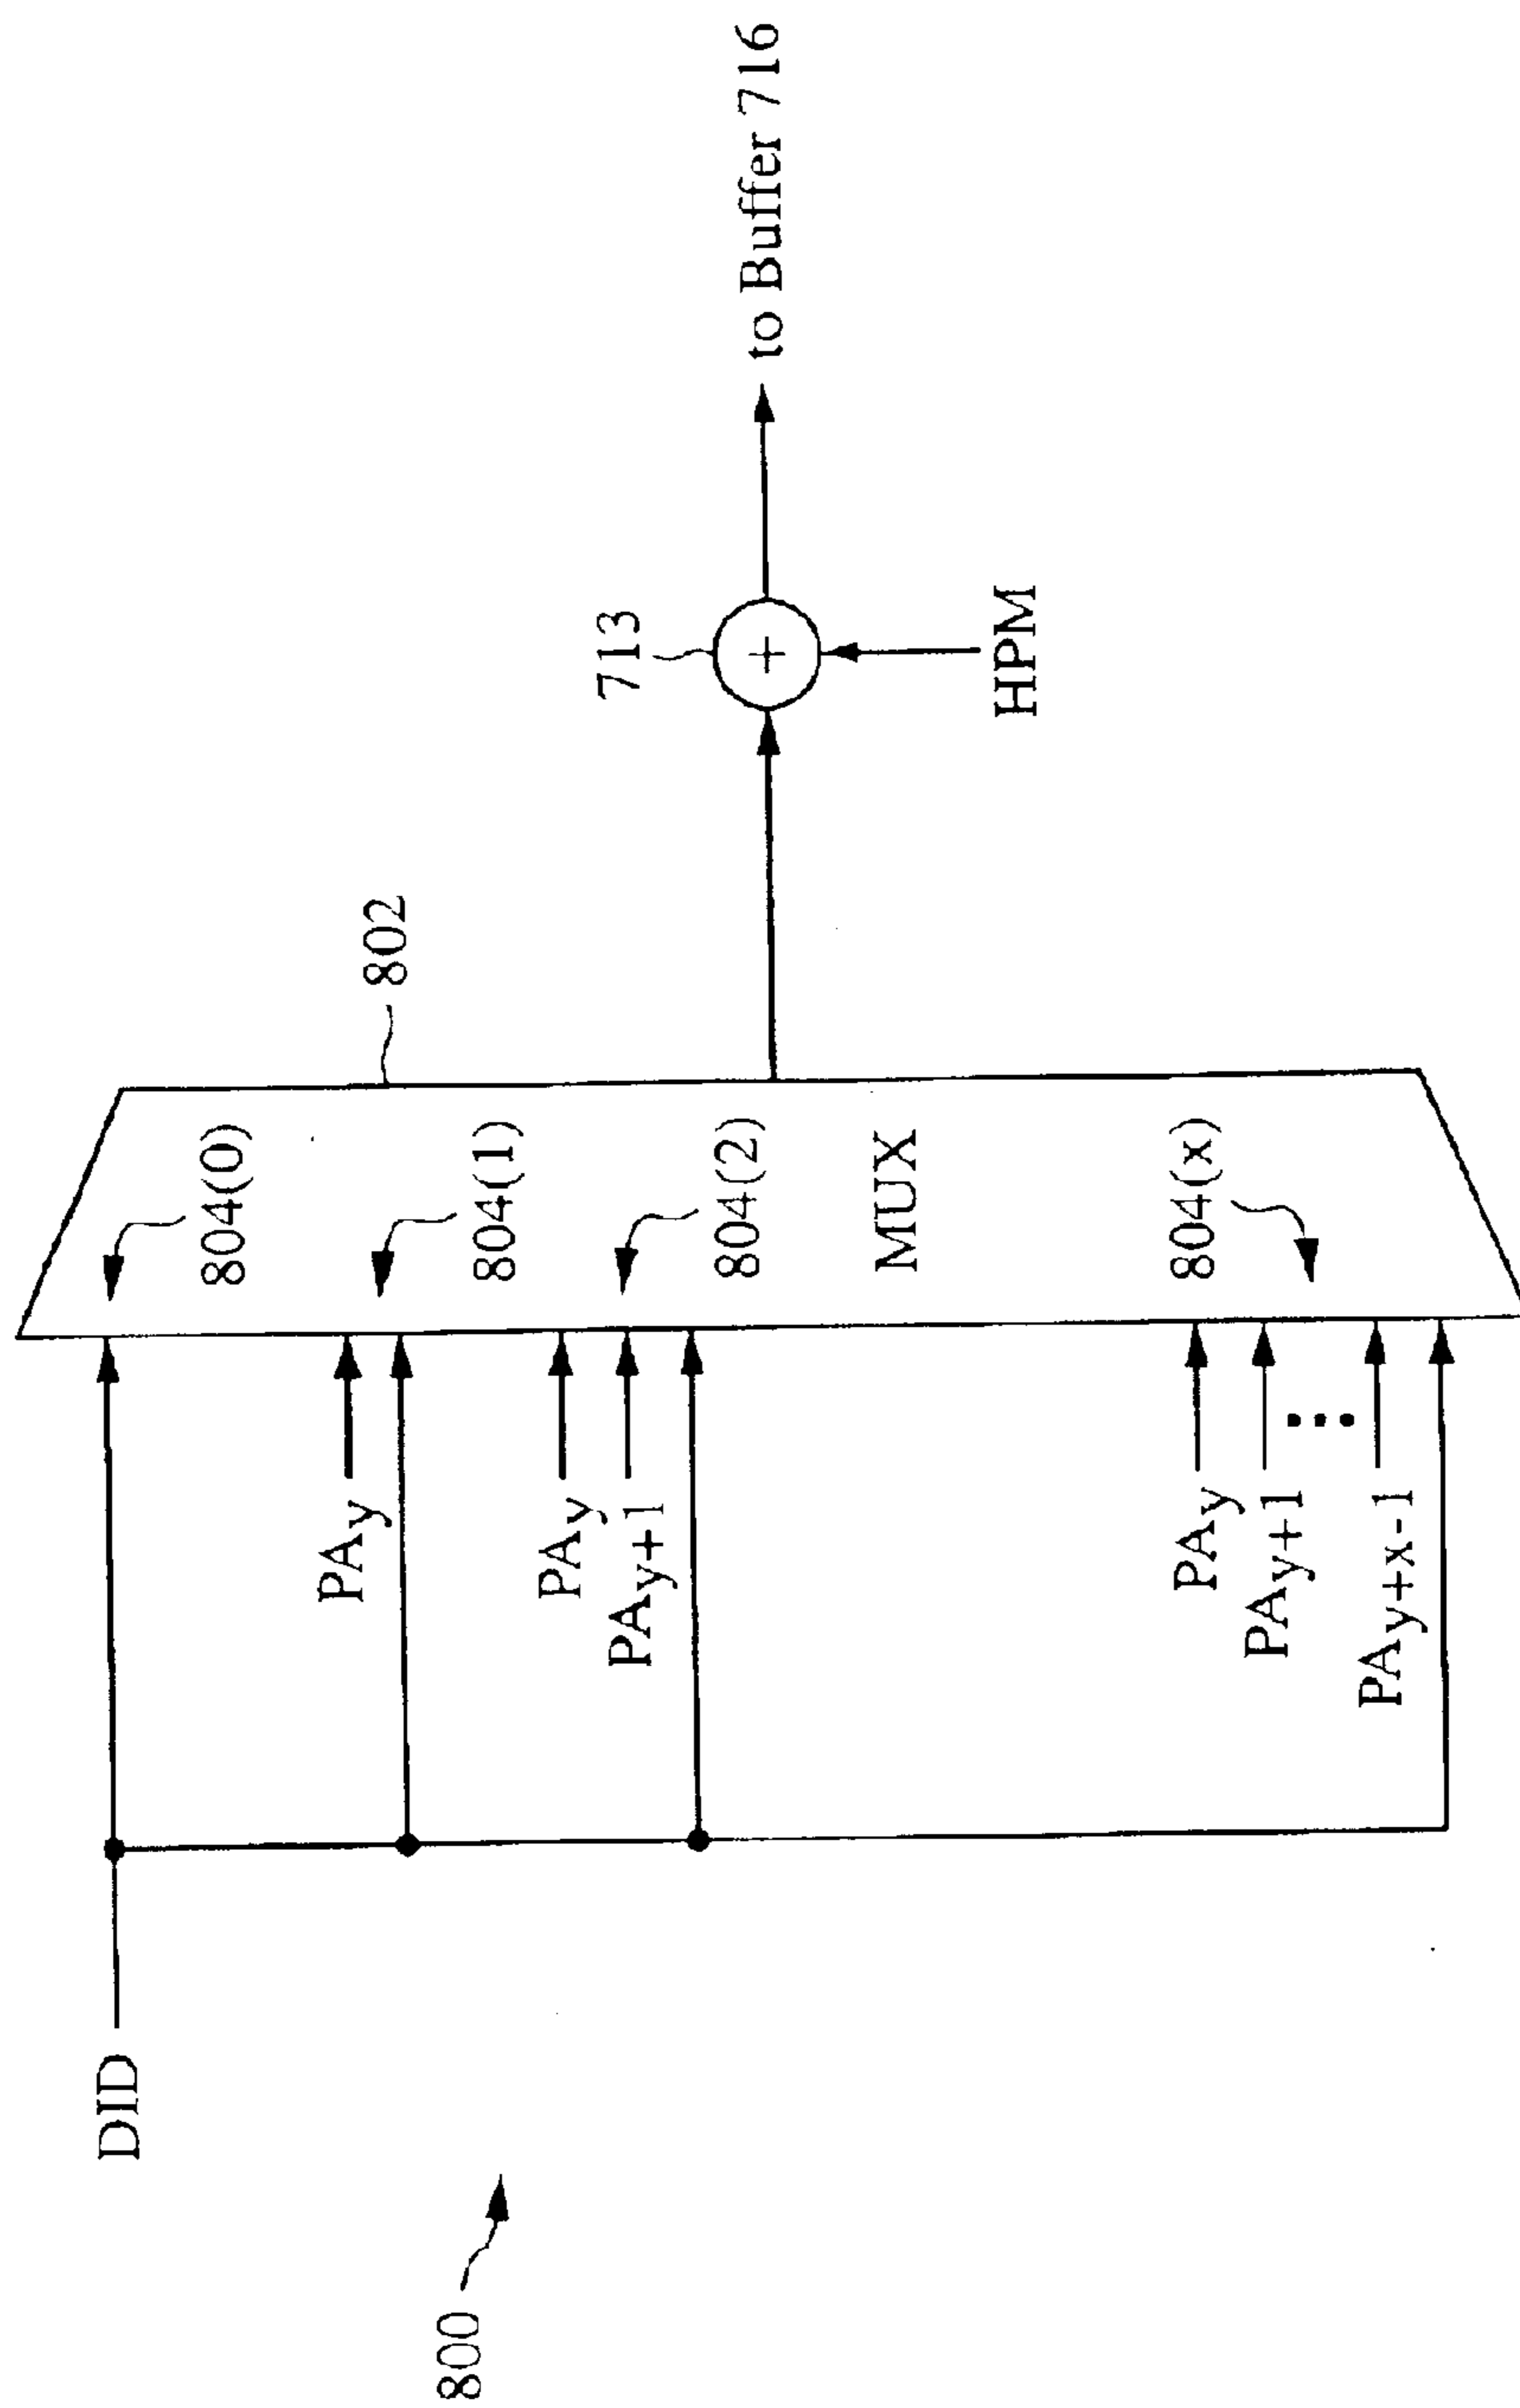 800
DID
PAy
PAy
PAy+1
PAy
PAy+1
PAy+x-1
804(0)
804(1)
804(2)
MUX
804(x)
802
713
+
HPM
to Buffer 716